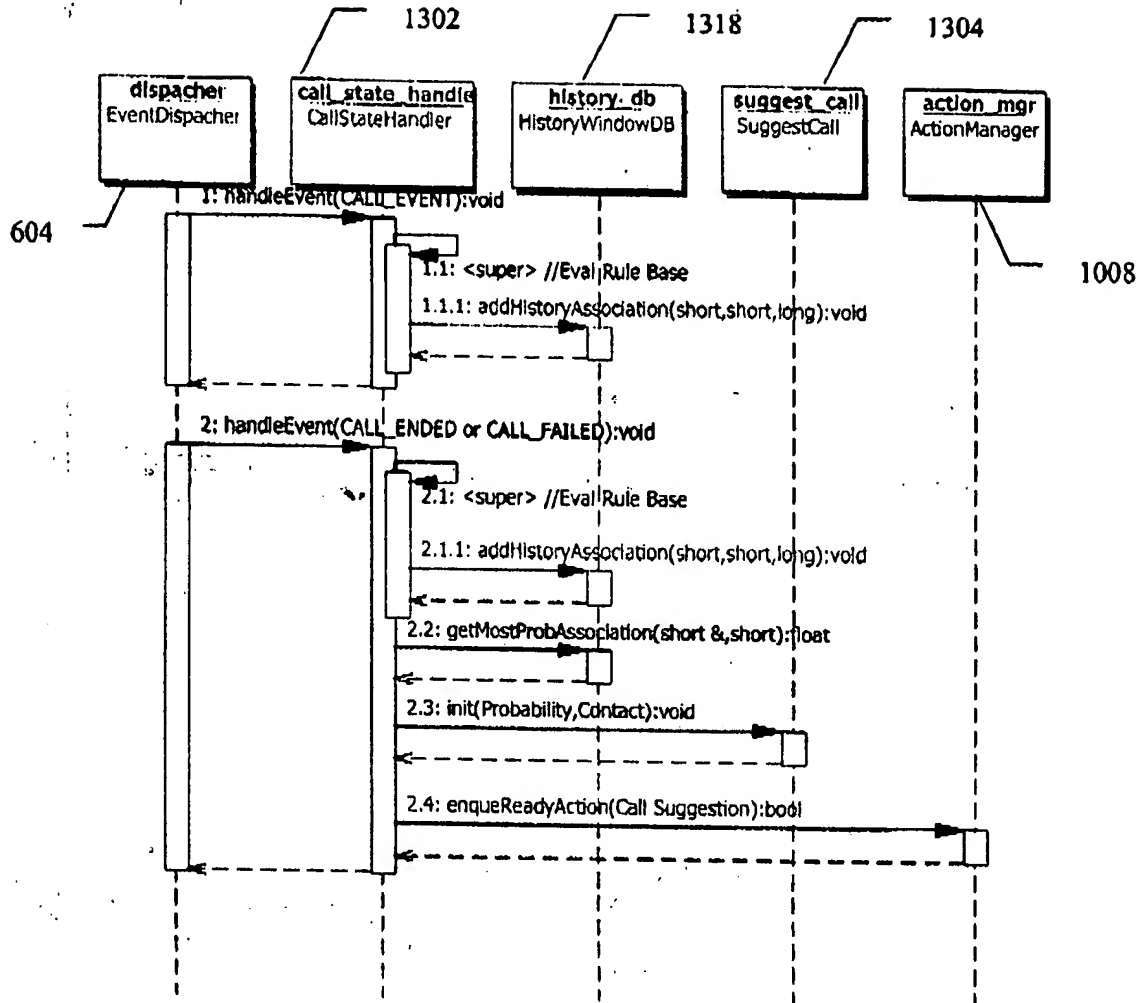 1302
1318
1304
dispacher
EventDispacher
call_state_handle
CallStateHandler
history_db
HistoryWindowDB
suggest_call
SuggestCall
action_mgr
ActionManager
604
1008
1: handleEvent(CALL_EVENT):void
1.1: <super> //Eval Rule Base
1.1.1: addHistoryAssociation(short,short,long):void
2: handleEvent(CALL_ENDED or CALL_FAILED):void
2.1: <super> //Eval Rule Base
2.1.1: addHistoryAssociation(short,short,long):void
2.2: getMostProbAssociation(short &,short):float
2.3: init(Probability,Contact):void
2.4: enqueReadyAction(Call Suggestion):bool